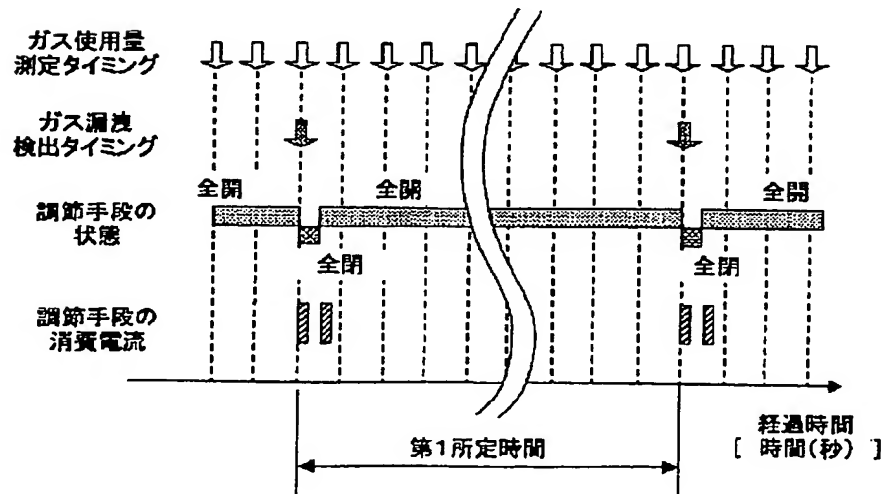 ガス使用量
測定タイミング
ガス漏洩
検出タイミング
全開
全開
全開
調節手段の
状態
全閉
全閉
調節手段の
消費電流
経過時間
[ 時間(秒) ]
第1所定時間